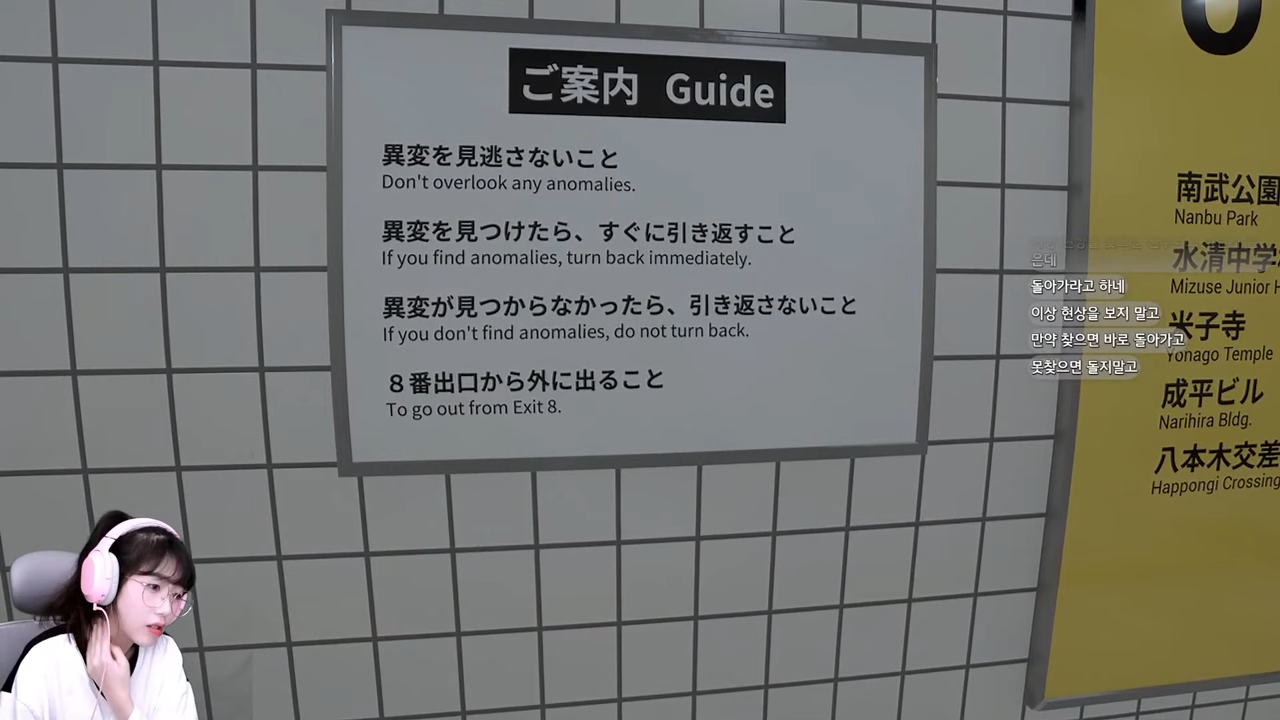 ご案内 Guide
異変を見逃さないこと
Don't overlook any anomalies.
異変を見つけたら、すぐに引き返すこと
If you find anomalies, turn back immediately.
異変が見つからなかったら、引き返さないこと
If you don't find anomalies, do not turn back.
8番出口から外に出ること
To go out from Exit 8.
南武公園
Nanbu Park
水清中学
Mizuse Junior H
米子寺
Yonago Temple
成平ビル
Narihira Bldg.
八本木交差
Happongi Crossing
은데
돌아가라고 하네
이상 현상을 보지 말고
만약 찾으면 바로 돌아가고
못찾으면 돌지말고